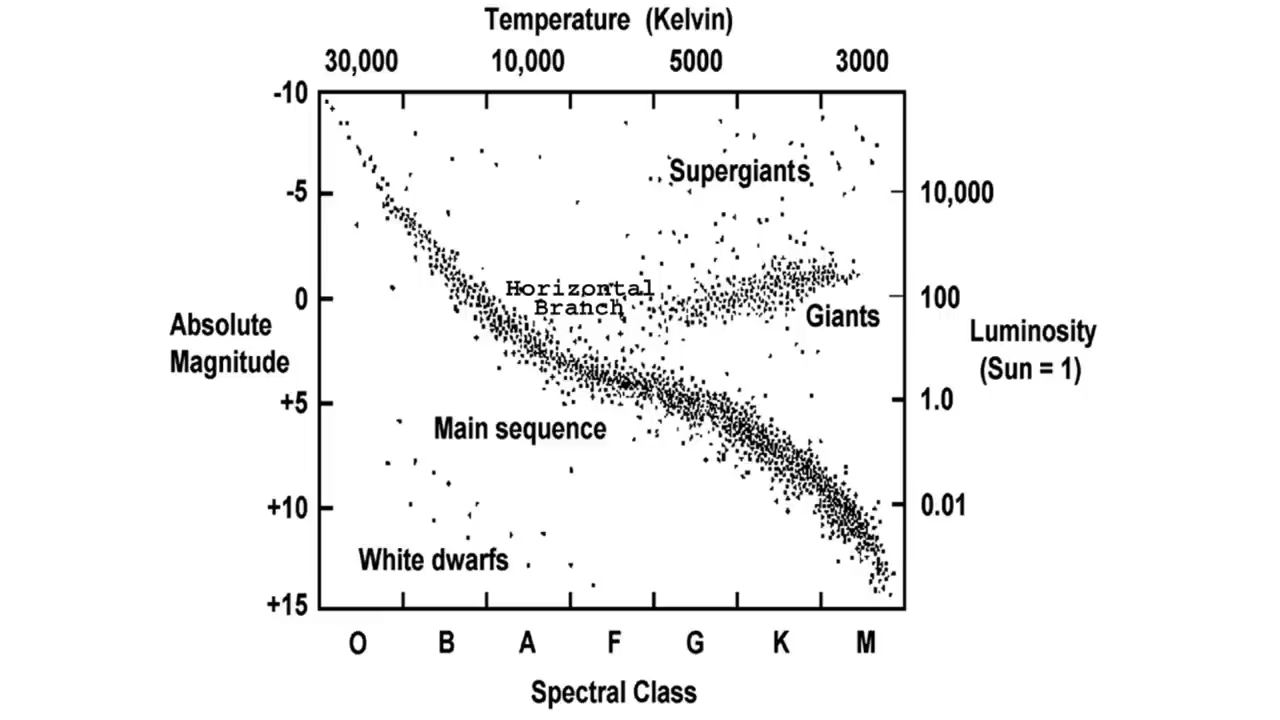 Temperature (Kelvin)
30,000 10,000 5000 3000
-10
Supergiants
-5 10,000
Horizontal
Branch
0 100
Giants
Absolute
Magnitude
Luminosity
(Sun = 1)
+5 1.0
Main sequence
+10 0.01
White dwarfs
+15
O B A F G K M
Spectral Class